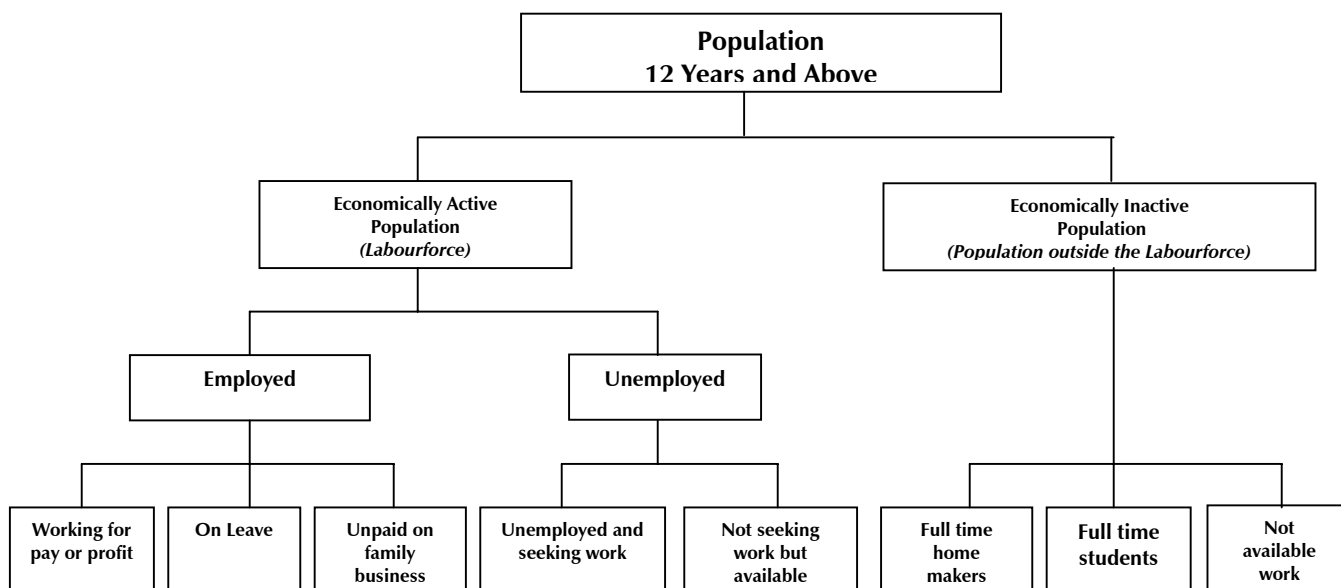 Population
12 Years and Above
Economically Active
Population
(Labourforce)
Economically Inactive
Population
(Population outside the Labourforce)
Employed
Unemployed
Working for
pay or profit
On Leave
Unpaid on
family
business
Unemployed and
seeking work
Not seeking
work but
available
Full time
home
makers
Full time
students
Not
available
work